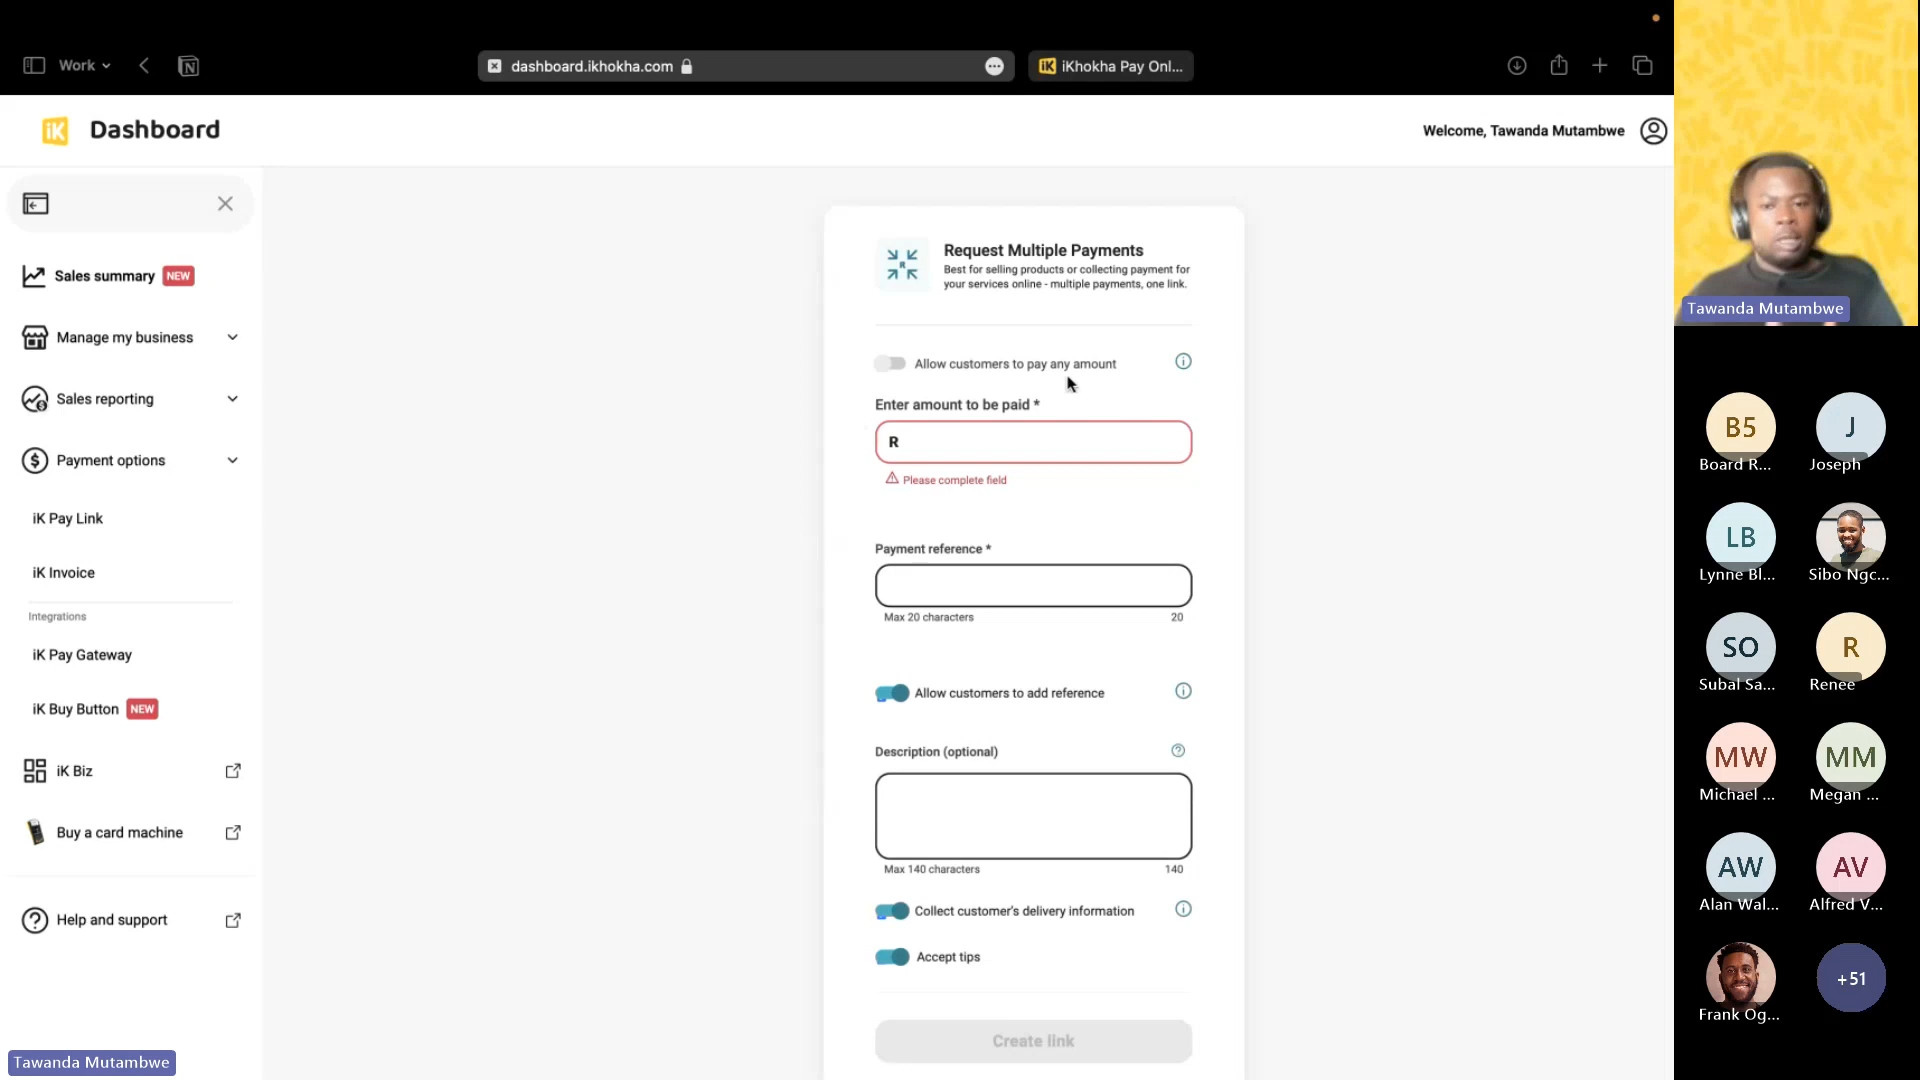 Work
dashboard.ikhokha.com
iK
iKhokha Pay Onl...
iK
Dashboard
Welcome, Tawanda Mutambwe
Sales summary
NEW
Manage my business
Sales reporting
Payment options
iK Pay Link
iK Invoice
Integrations
iK Pay Gateway
iK Buy Button
NEW
iK Biz
Buy a card machine
Help and support
Tawanda Mutambwe
Request Multiple Payments
Best for selling products or collecting payment for
your services online - multiple payments, one link.
Allow customers to pay any amount
Enter amount to be paid *
R
Please complete field
Payment reference *
Max 20 characters
20
Allow customers to add reference
Description (optional)
Max 140 characters
140
Collect customer's delivery information
Accept tips
Create link
Tawanda Mutambwe
B5
Board R...
J
Joseph
LB
Lynne Bl...
Sibo Ngc...
SO
Subal Sa...
R
Renee
MW
Michael ...
MM
Megan ...
AW
Alan Wal...
AV
Alfred V...
Frank Og...
+51